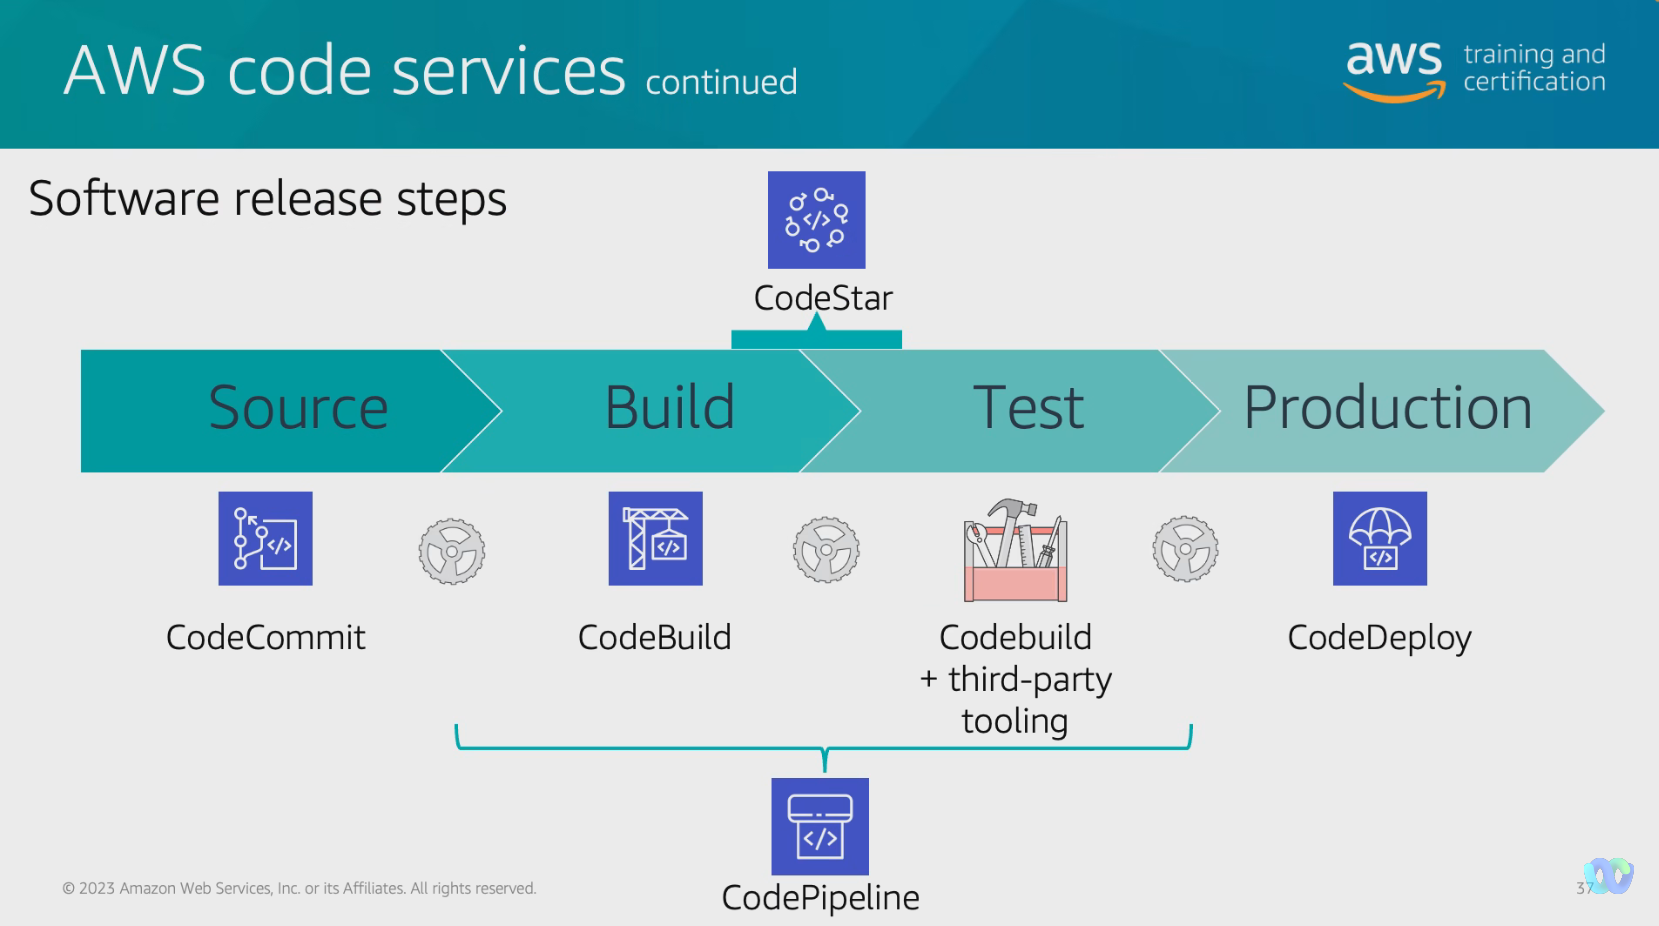 AWS code services continued
aws training and
certification
Software release steps
</>
CodeStar
Source Build Test Production
</> </> </>
CodeCommit CodeBuild Codebuild CodeDeploy
+ third-party
tooling
</>
CodePipeline
© 2023 Amazon Web Services, Inc. or its Affiliates. All rights reserved.
37